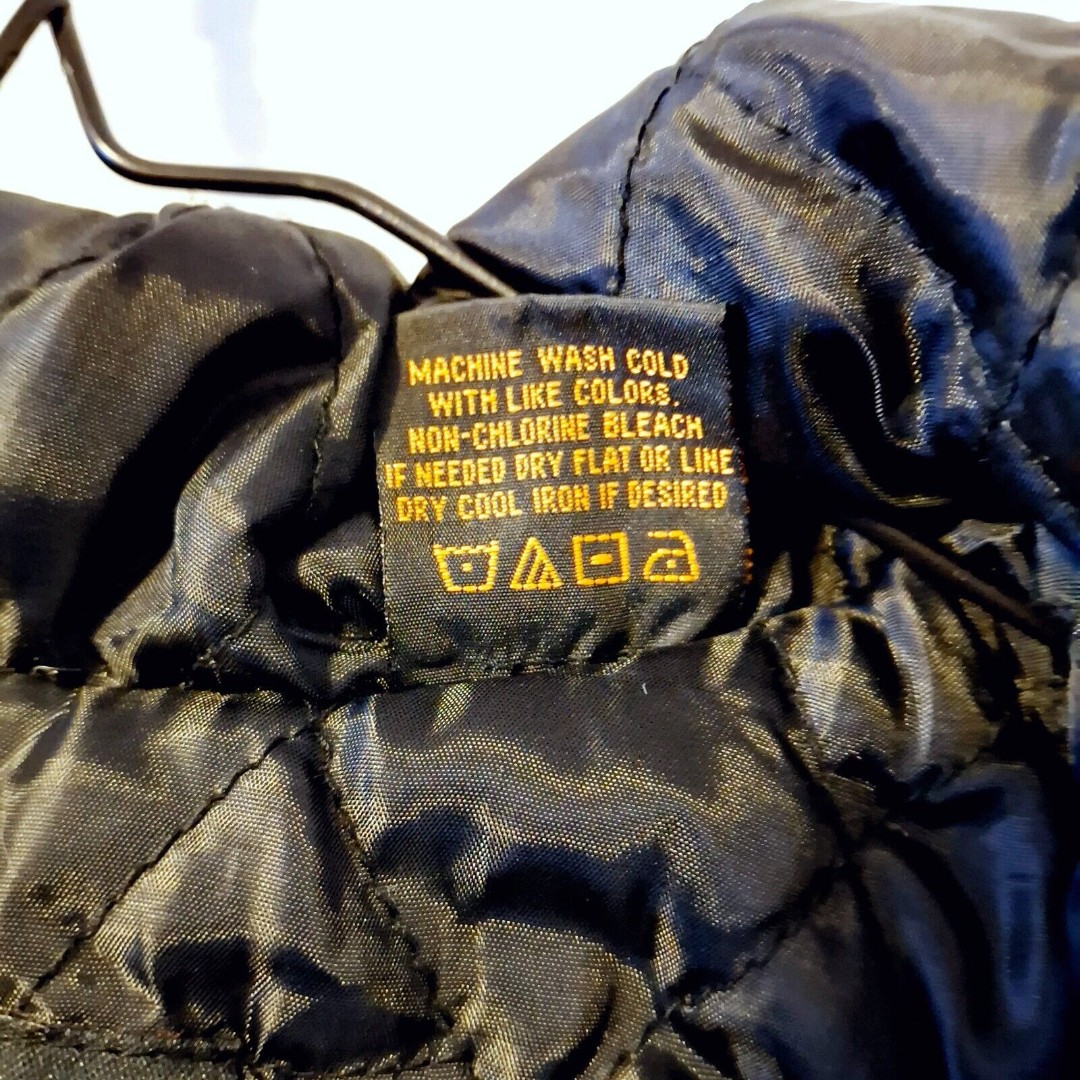 MACHINE WASH COLD
WITH LIKE COLORS.
NON-CHLORINE BLEACH
IF NEEDED DRY FLAT OR LINE
DRY COOL IRON IF DESIRED